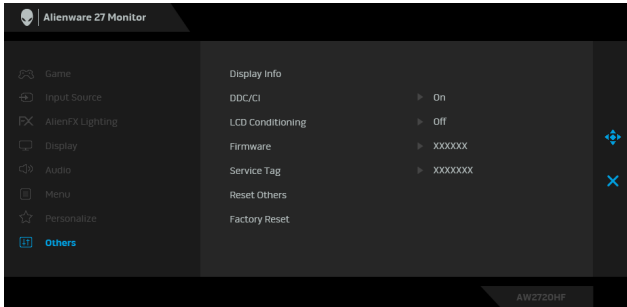 Alienware 27 Monitor
Game
Input Source
AlienFX Lighting
Display
Audio
Menu
Personalize
Others
Display Info
DDC/CI On
LCD Conditioning Off
Firmware XXXXXX
Service Tag XXXXXXX
Reset Others
Factory Reset
AW2720HF